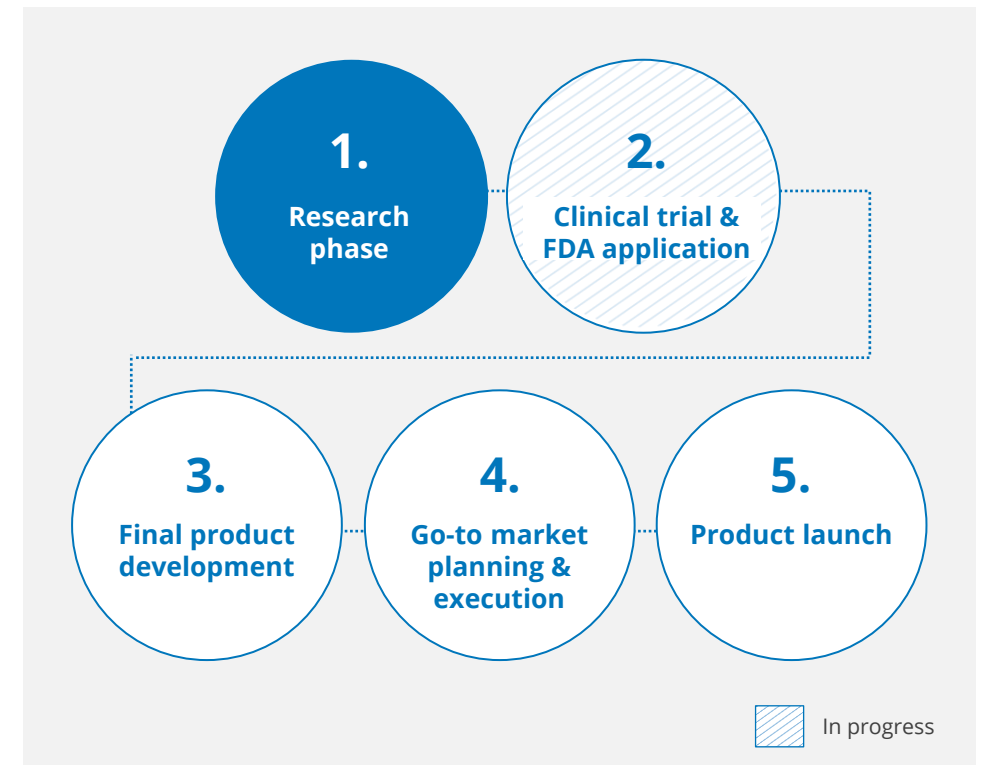 1.
Research
phase
2.
Clinical trial &
FDA application
3.
Final product
development
4.
Go-to market
planning &
execution
5.
Product launch
In progress